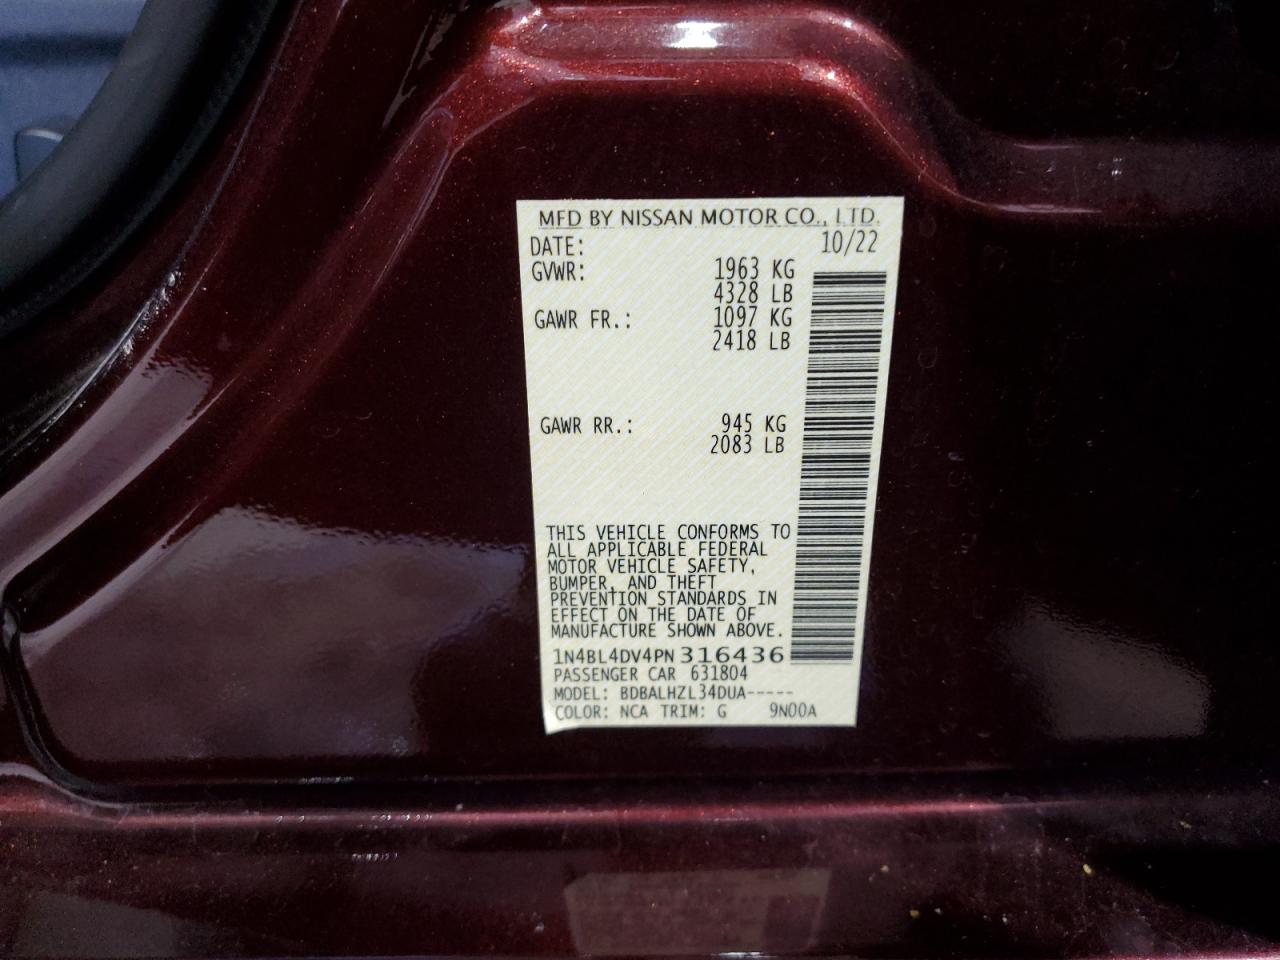 MFD BY NISSAN MOTOR CO., LTD.
DATE: 10/22
GVWR: 1963 KG
4328 LB
GAWR FR.: 1097 KG
2418 LB
GAWR RR.: 945 KG
2083 LB
THIS VEHICLE CONFORMS TO
ALL APPLICABLE FEDERAL
MOTOR VEHICLE SAFETY,
BUMPER, AND THEFT
PREVENTION STANDARDS IN
EFFECT ON THE DATE OF
MANUFACTURE SHOWN ABOVE.
1N4BL4DV4PN316436
PASSENGER CAR 631804
MODEL: BDBALHZL34DUA-----
COLOR: NCA TRIM: G 9N00A